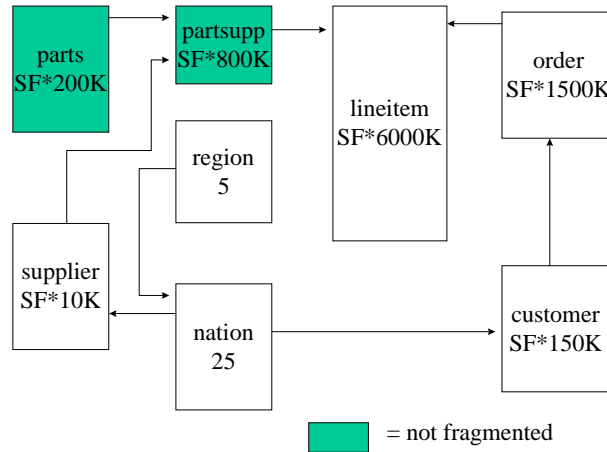 parts
SF*200K
partsupp
SF*800K
lineitem
SF*6000K
order
SF*1500K
region
5
supplier
SF*10K
nation
25
customer
SF*150K
= not fragmented